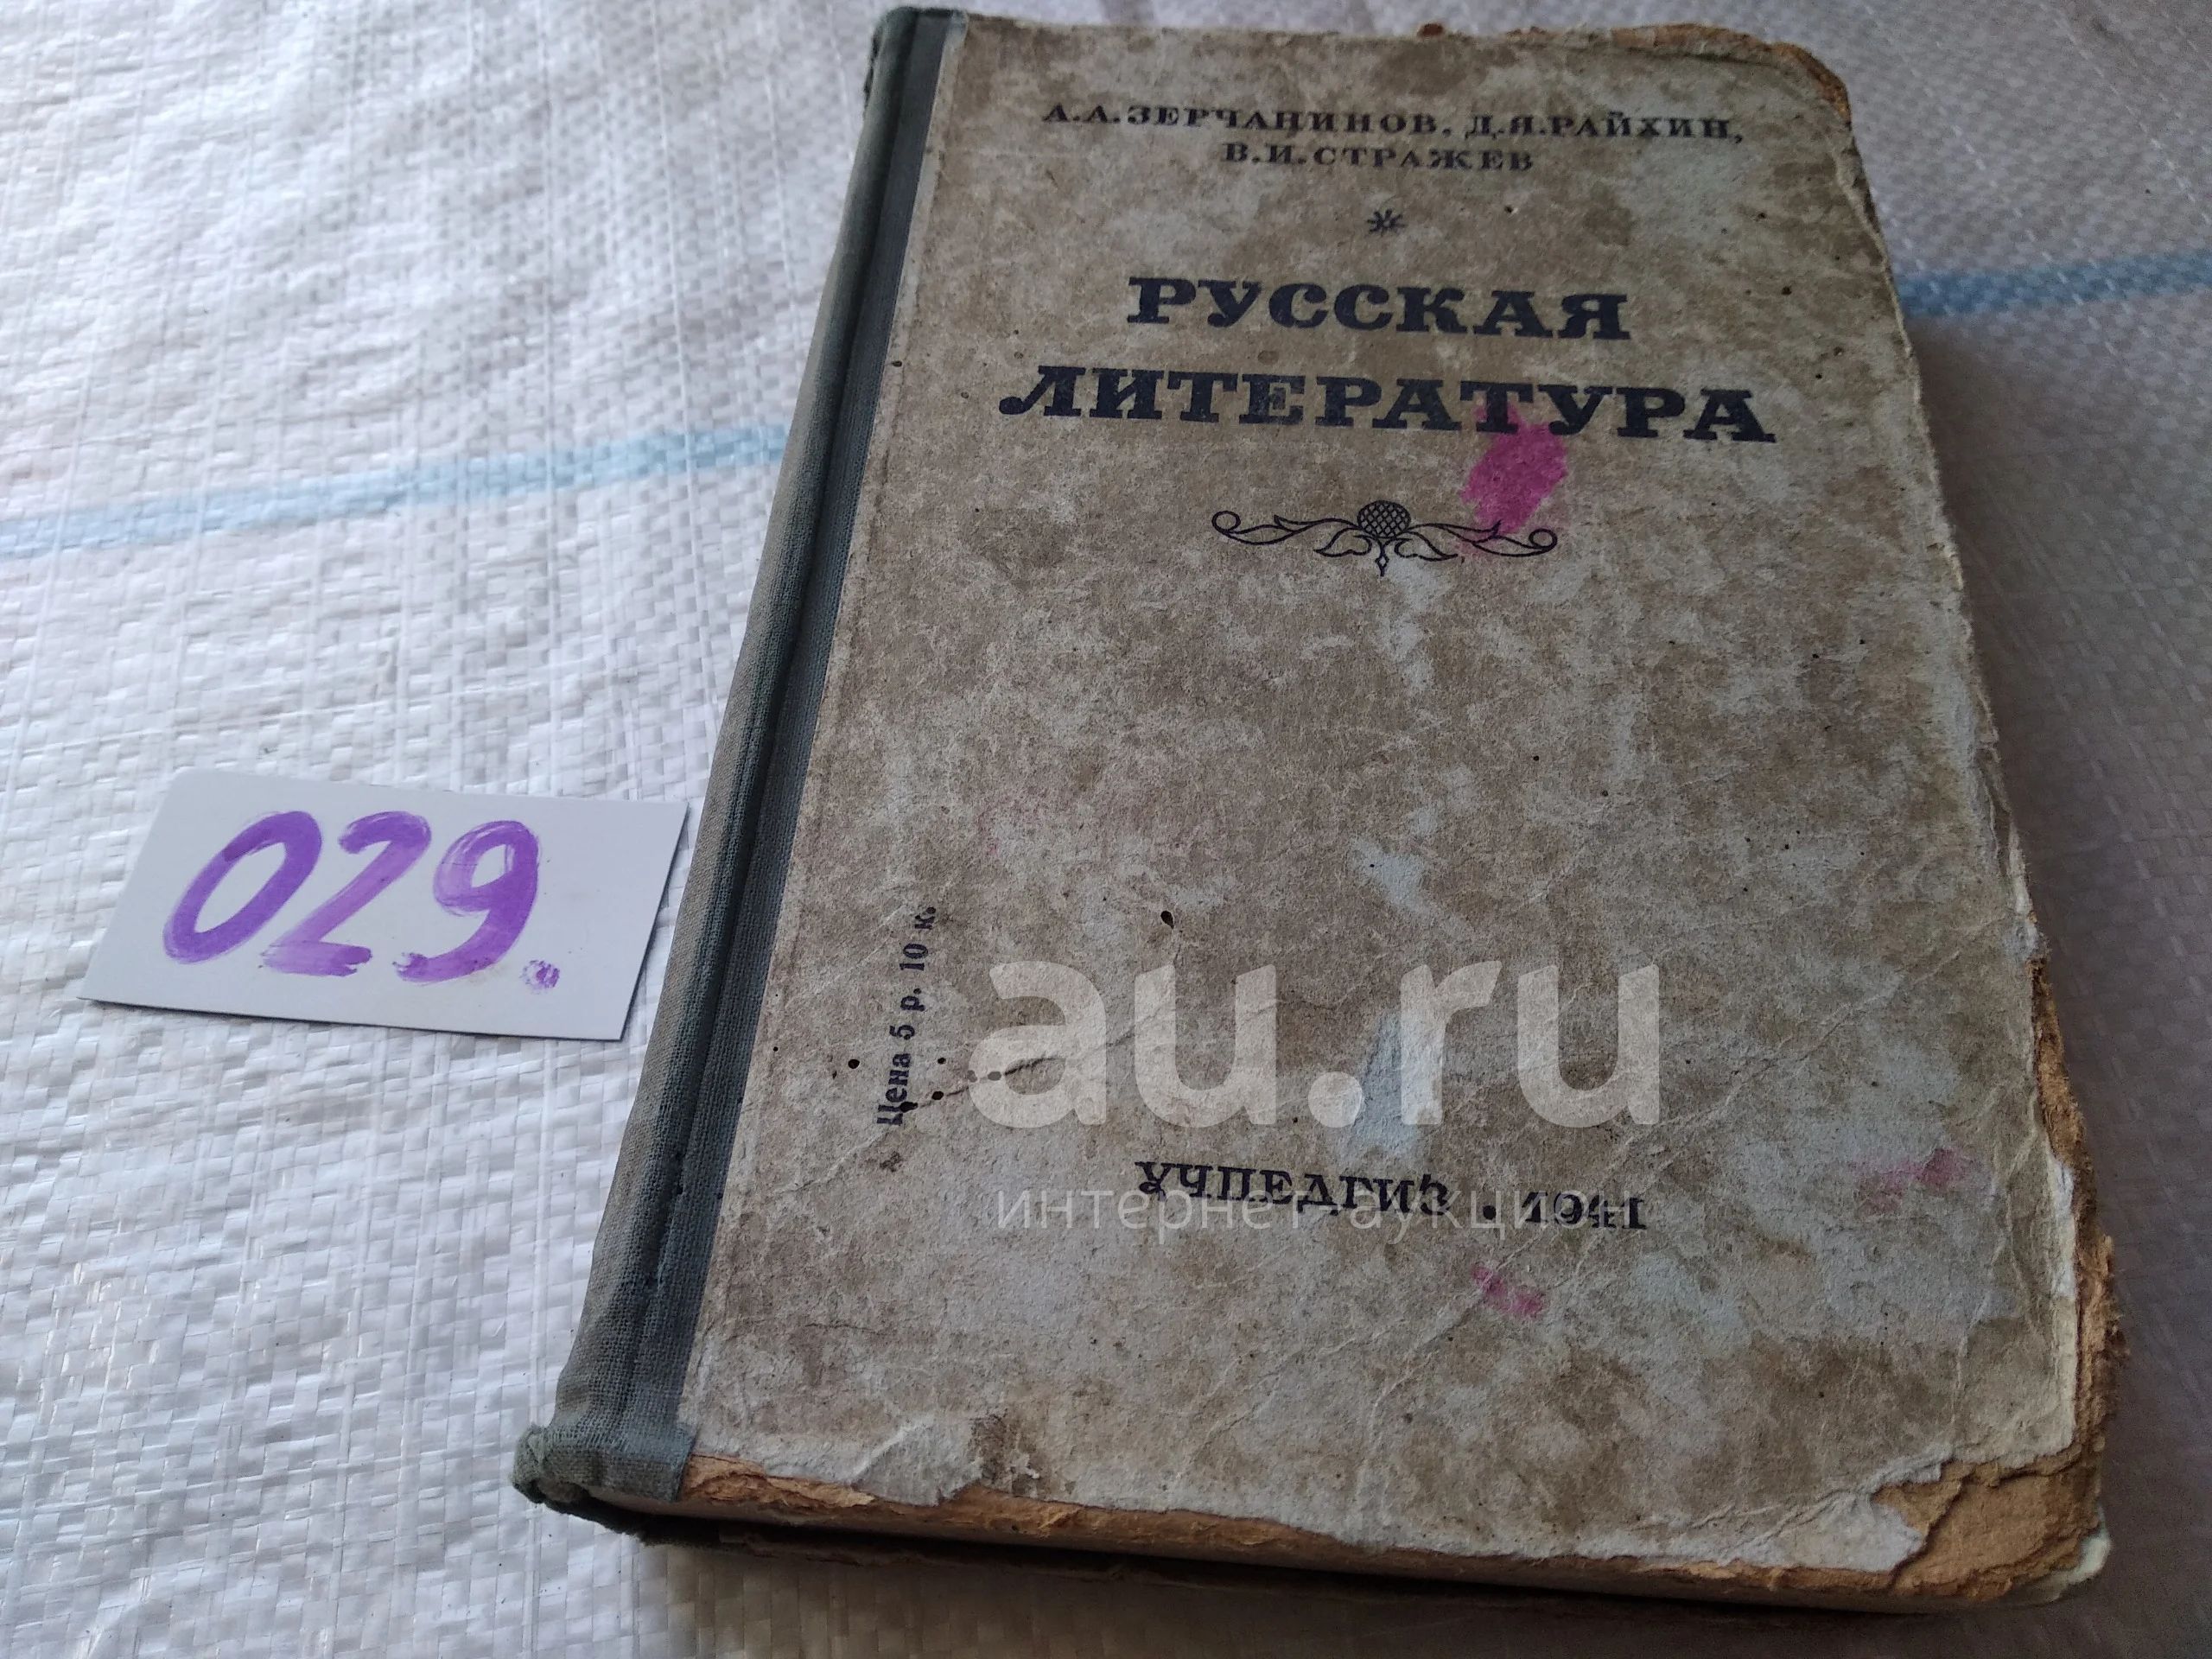 А.А.ЗЕРЧАНИНОВ, Д.Я.РАЙХИН,
В.И.СТРАЖЕВ
РУССКАЯ
ЛИТЕРАТУРА
029.
Цена 5 р. 10 к.
au.ru
УЧПЕДГИЗ • 1941
интернет аукцион